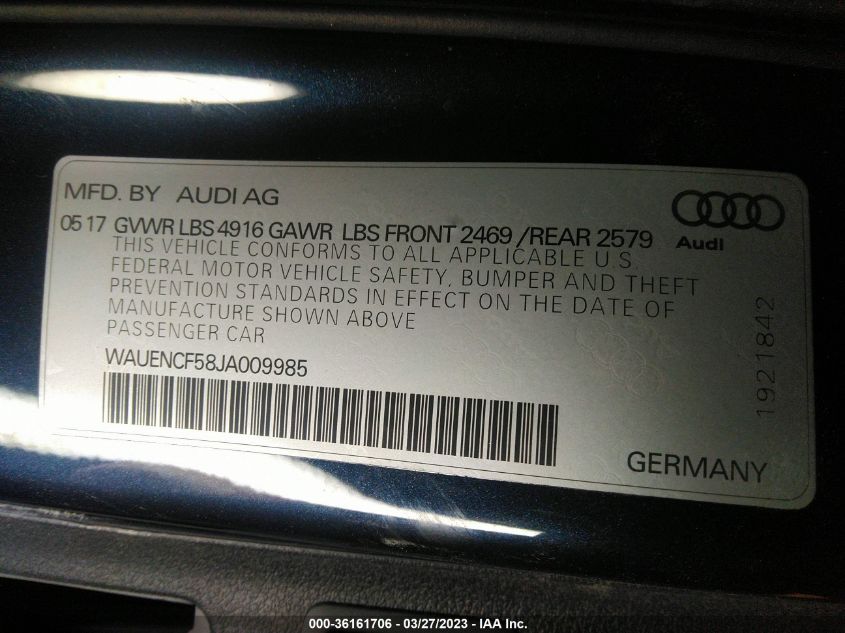 MFD. BY AUDI AG
05 17 GVWR LBS 4916 GAWR LBS FRONT 2469 /REAR 2579
Audi
THIS VEHICLE CONFORMS TO ALL APPLICABLE U.S.
FEDERAL MOTOR VEHICLE SAFETY, BUMPER AND THEFT
PREVENTION STANDARDS IN EFFECT ON THE DATE OF
MANUFACTURE SHOWN ABOVE
PASSENGER CAR
WAUENCF58JA009985
1921842
GERMANY
000-36161706 - 03/27/2023 - IAA Inc.